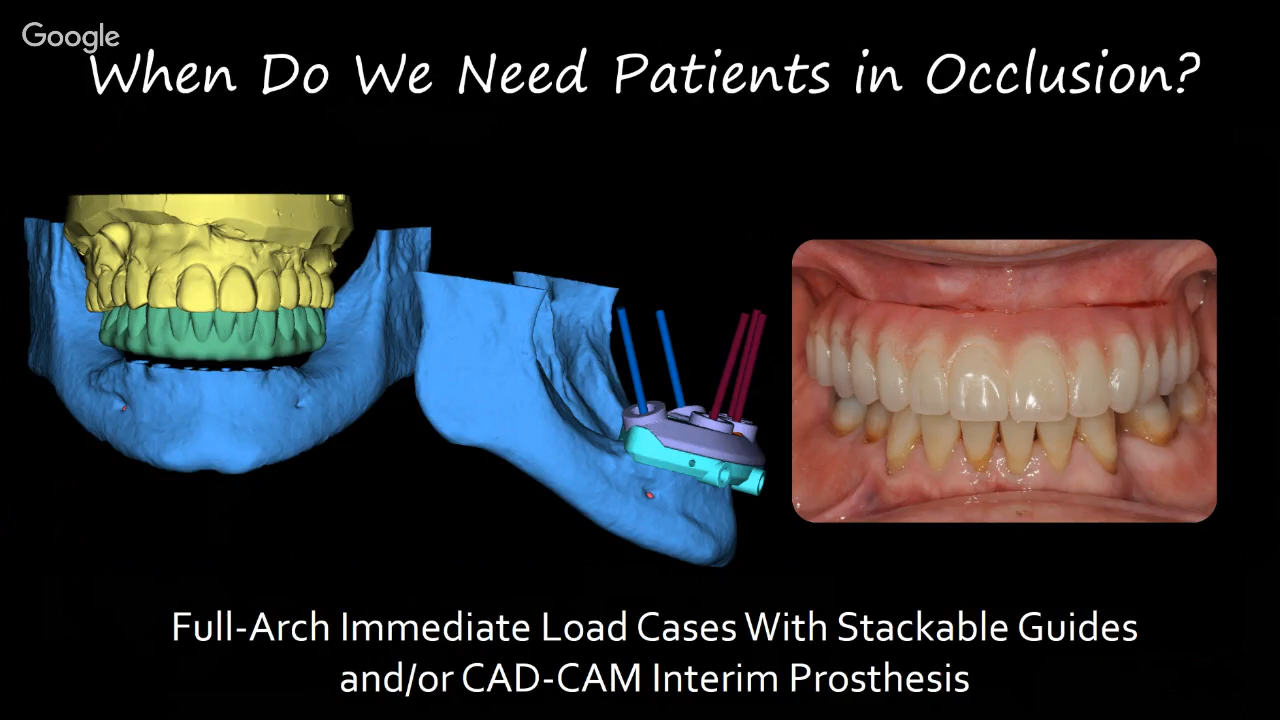 Google
When Do We Need Patients in Occlusion?
Full-Arch Immediate Load Cases With Stackable Guides
and/or CAD-CAM Interim Prosthesis